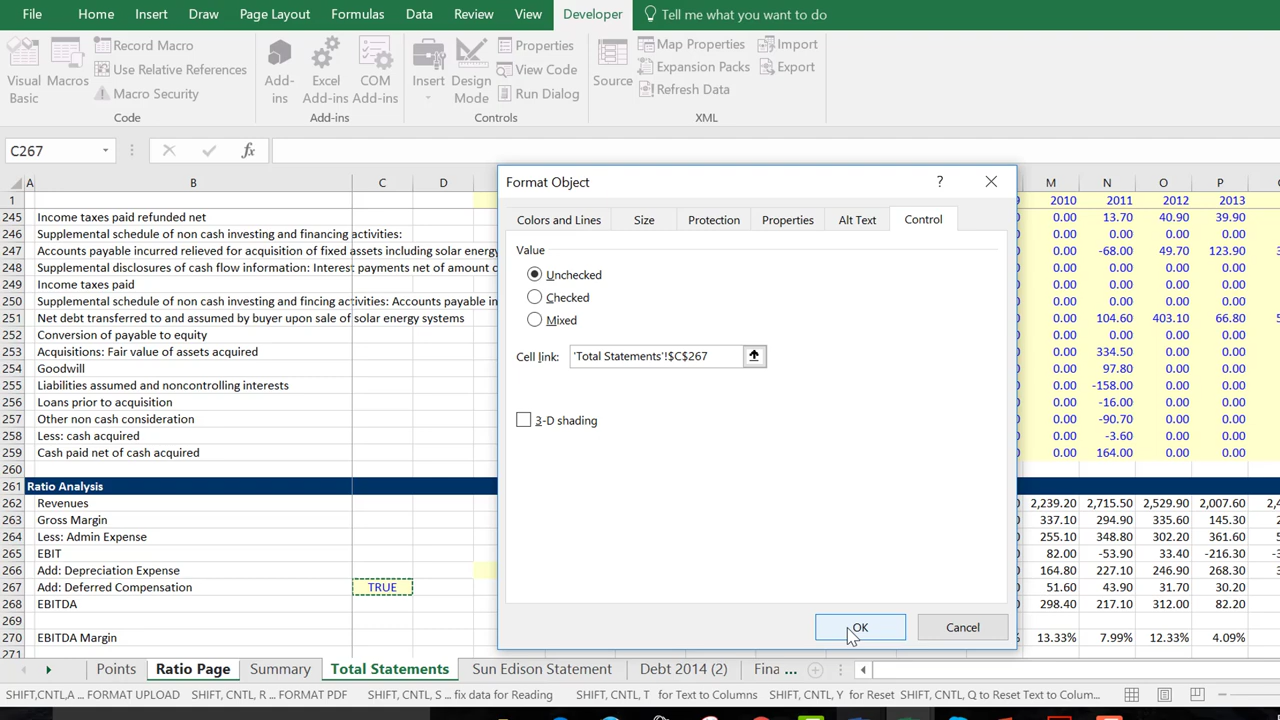 File Home Insert Draw Page Layout Formulas Data Review View Developer Tell me what you want to do
Visual Basic
Macros
Record Macro
Use Relative References
Macro Security
Code
Add-ins
Excel Add-ins
COM Add-ins
Add-ins
Insert
Design Mode
Properties
View Code
Run Dialog
Controls
Source
Map Properties
Expansion Packs
Refresh Data
Import
Export
XML
C267 fx
A B C D M N O P
1 2010 2011 2012 2013
245 Income taxes paid refunded net 0.00 13.70 40.90 39.90
246 Supplemental schedule of non cash investing and financing activities: 0.00 0.00 0.00 0.00
247 Accounts payable incurred relieved for acquisition of fixed assets including solar energy 0.00 -68.00 49.70 123.90
248 Supplemental disclosures of cash flow information: Interest payments net of amount c 0.00 0.00 0.00 0.00
249 Income taxes paid 0.00 0.00 0.00 0.00
250 Supplemental schedule of non cash investing and fincing activities: Accounts payable in 0.00 0.00 0.00 0.00
251 Net debt transferred to and assumed by buyer upon sale of solar energy systems 0.00 104.60 403.10 66.80
252 Conversion of payable to equity 0.00 0.00 0.00 0.00
253 Acquisitions: Fair value of assets acquired 0.00 334.50 0.00 0.00
254 Goodwill 0.00 97.80 0.00 0.00
255 Liabilities assumed and noncontrolling interests 0.00 -158.00 0.00 0.00
256 Loans prior to acquisition 0.00 -16.00 0.00 0.00
257 Other non cash consideration 0.00 -90.70 0.00 0.00
258 Less: cash acquired 0.00 -3.60 0.00 0.00
259 Cash paid net of cash acquired 0.00 164.00 0.00 0.00
260
261 Ratio Analysis
262 Revenues 2,239.20 2,715.50 2,529.90 2,007.60
263 Gross Margin 337.10 294.90 335.60 145.30
264 Less: Admin Expense 255.10 348.80 302.20 361.60
265 EBIT 82.00 -53.90 33.40 -216.30
266 Add: Depreciation Expense 164.80 227.10 246.90 268.30
267 Add: Deferred Compensation TRUE 51.60 43.90 31.70 30.20
268 EBITDA 298.40 217.10 312.00 82.20
269
270 EBITDA Margin 13.33% 7.99% 12.33% 4.09%
271
Format Object ?
Colors and Lines Size Protection Properties Alt Text Control
Value
Unchecked
Checked
Mixed
Cell link: 'Total Statements'!$C$267
3-D shading
OK Cancel
Points Ratio Page Summary Total Statements Sun Edison Statement Debt 2014 (2) Fina ...
SHIFT,CNTL,A ... FORMAT UPLOAD SHIFT, CNTL, R ... FORMAT PDF SHIFT, CNTL, S ... fix data for Reading SHIFT, CNTL, T for Text to Columns SHIFT, CNTL, Y for Reset SHIFT, CNTL, Q to Reset Text to Colum...